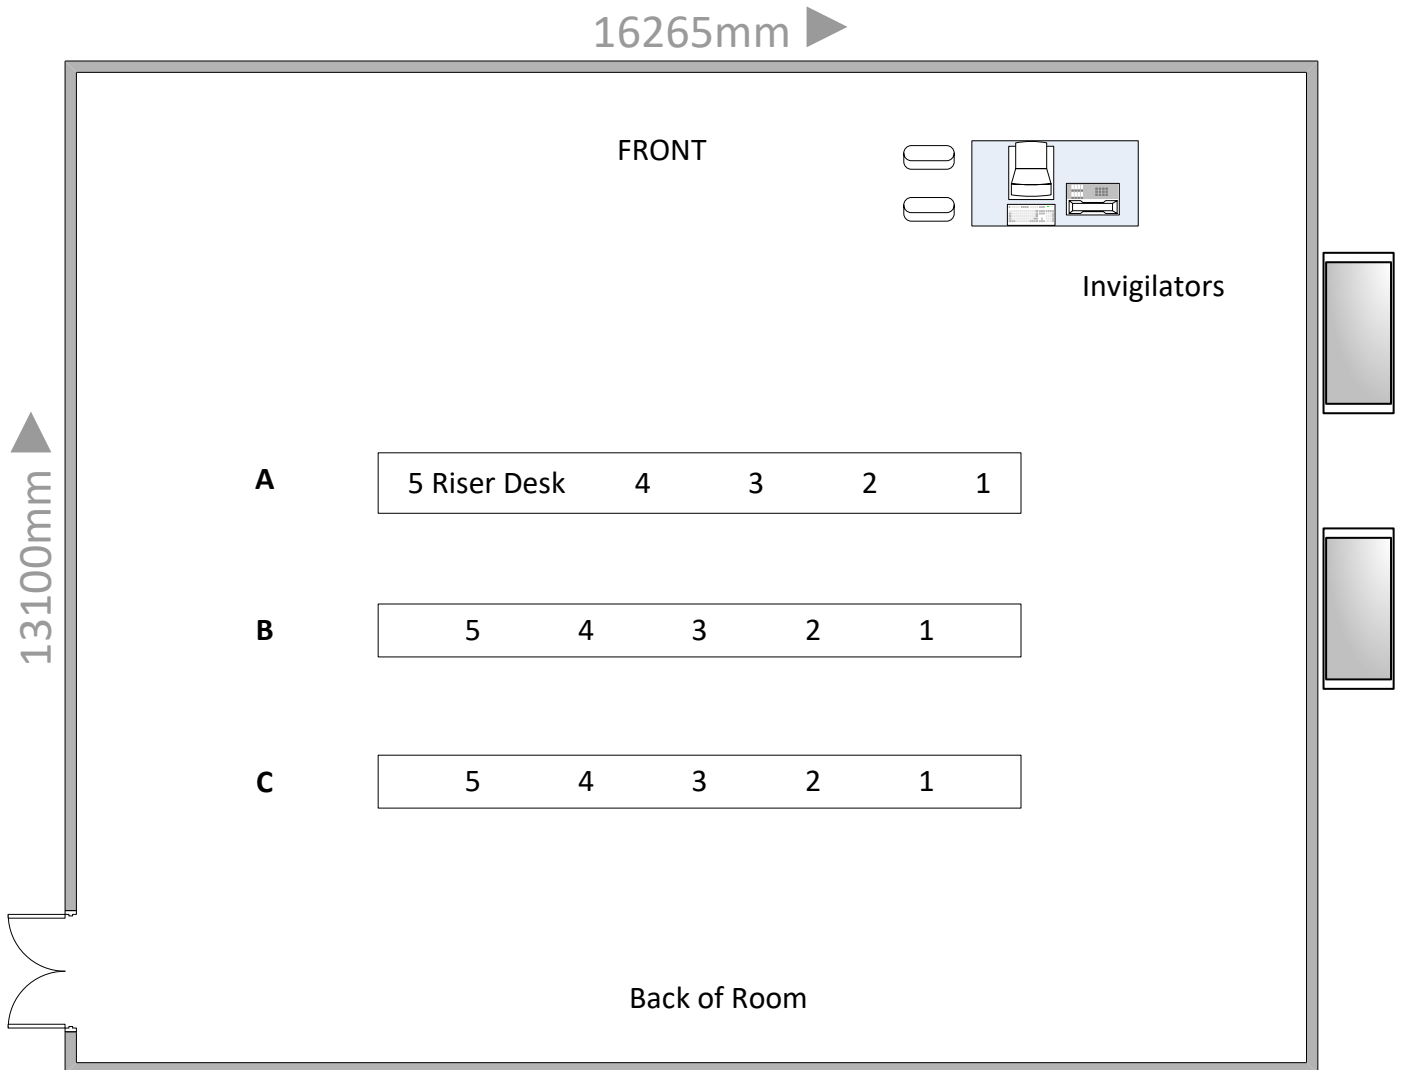 16265mm
FRONT
Invigilators
13100mm
A 5 Riser Desk 4 3 2 1
B 5 4 3 2 1
C 5 4 3 2 1
Back of Room